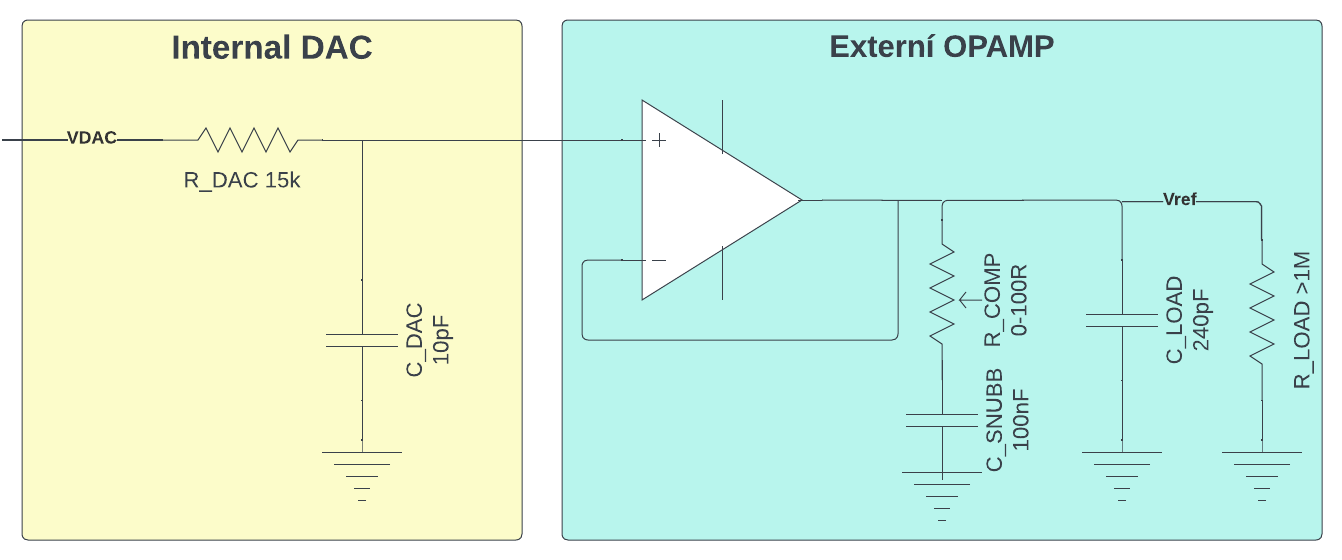 Internal DAC
VDAC
R_DAC 15k
C_DAC
10pF
Externí OPAMP
+
−
R_COMP
0-100R
C_SNUBB
100nF
C_LOAD
240pF
Vref
R_LOAD >1M